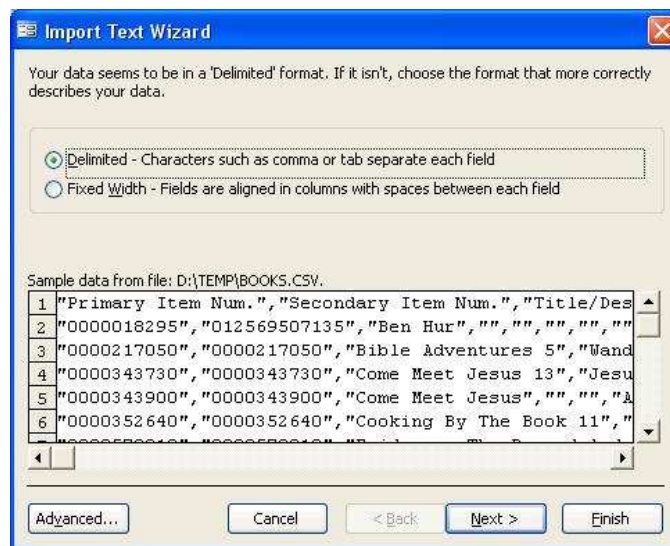 Import Text Wizard
Your data seems to be in a 'Delimited' format. If it isn't, choose the format that more correctly
describes your data.
Delimited - Characters such as comma or tab separate each field
Fixed Width - Fields are aligned in columns with spaces between each field
Sample data from file: D:\TEMP\BOOKS.CSV.
1 "Primary Item Num.","Secondary Item Num.","Title/Des
2 "0000018295","012569507135","Ben Hur","","","","",""
3 "0000217050","0000217050","Bible Adventures 5","Wand
4 "0000343730","0000343730","Come Meet Jesus 13","Jesu
5 "0000343900","0000343900","Come Meet Jesus","","","A
6 "0000352640","0000352640","Cooking By The Book 11","
Advanced... Cancel < Back Next > Finish